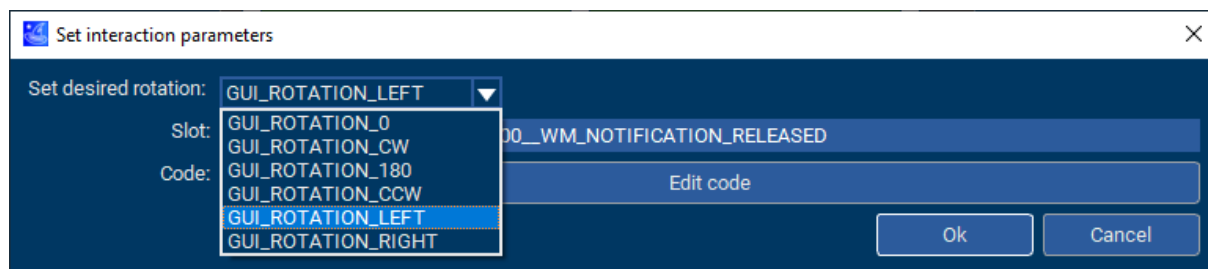 Set interaction parameters
Set desired rotation: GUI_ROTATION_LEFT
GUI_ROTATION_0
Slot: 00__WM_NOTIFICATION_RELEASED
GUI_ROTATION_CW
Code: GUI_ROTATION_180
Edit code
GUI_ROTATION_CCW
GUI_ROTATION_LEFT
GUI_ROTATION_RIGHT
Ok Cancel